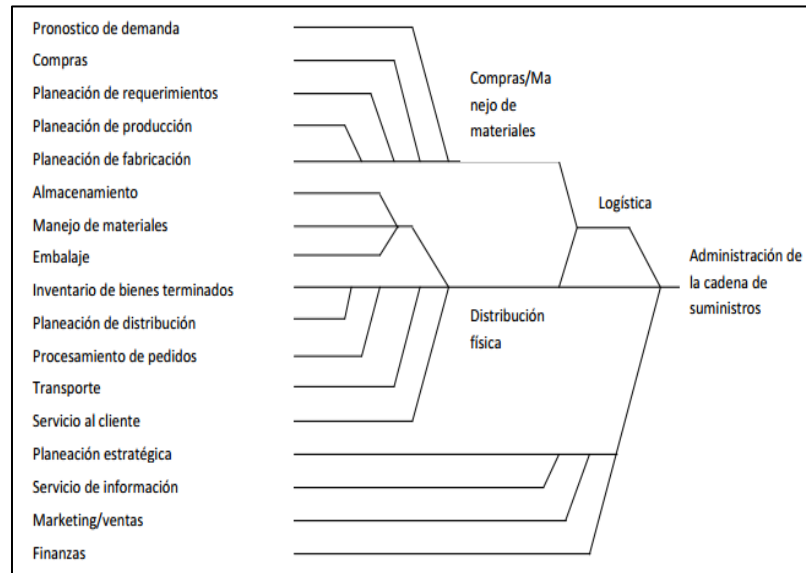 Pronostico de demanda
Compras
Planeación de requerimientos
Planeación de producción
Planeación de fabricación
Almacenamiento
Manejo de materiales
Embalaje
Inventario de bienes terminados
Planeación de distribución
Procesamiento de pedidos
Transporte
Servicio al cliente
Planeación estratégica
Servicio de información
Marketing/ventas
Finanzas
Compras/Ma
nejo de
materiales
Distribución
física
Logística
Administración de
la cadena de
suministros